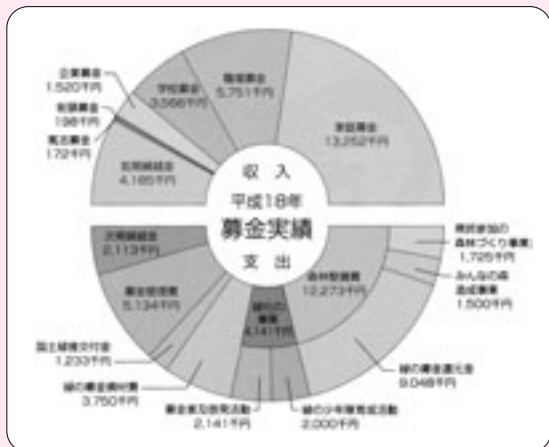 職場募金
5,751千円
企業募金
1,520千円
学校募金
3,566千円
街頭募金
198千円
篤志募金
172千円
家庭募金
13,252千円
前期繰越金
4,185千円
収 入
平成18年
募金実績
支 出
次期繰越金
2,113千円
募金管理費
5,134千円
国土緑推交付金
1,233千円
緑の募金資材費
3,750千円
緑化の
事業
4,141千円
募金普及啓発活動
2,141千円
緑の少年隊育成活動
2,000千円
森林整備費
12,273千円
県民参加の
森林づくり事業
1,725千円
みんなの森
造成事業
1,500千円
緑の募金還元金
9,048千円